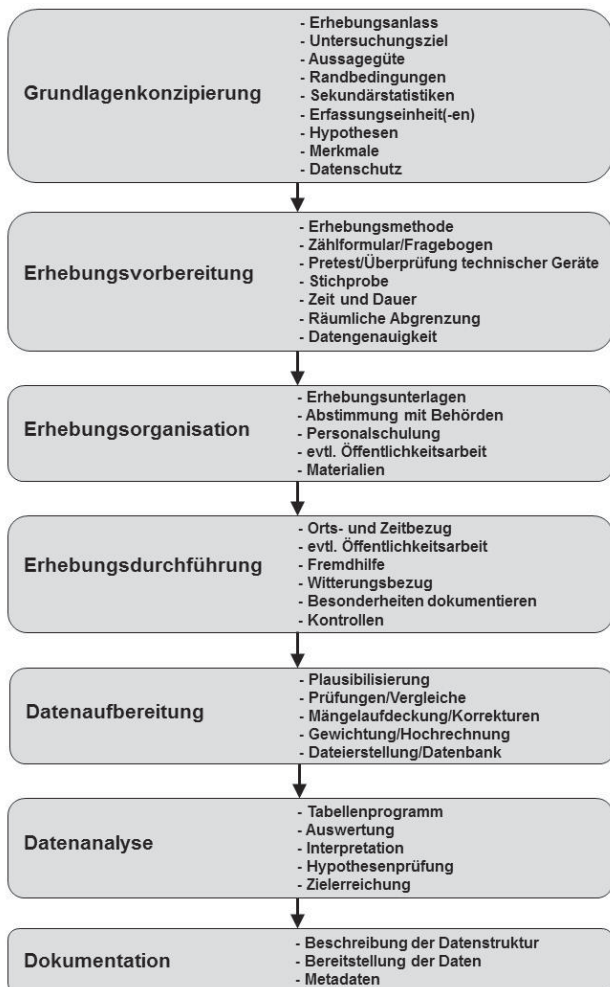 Grundlagenkonzipierung
- Erhebungsanlass
- Untersuchungsziel
- Aussagegüte
- Randbedingungen
- Sekundärstatistiken
- Erfassungseinheit(-en)
- Hypothesen
- Merkmale
- Datenschutz
Erhebungsvorbereitung
- Erhebungsmethode
- Zählformular/Fragebogen
- Pretest/Überprüfung technischer Geräte
- Stichprobe
- Zeit und Dauer
- Räumliche Abgrenzung
- Datengenauigkeit
Erhebungsorganisation
- Erhebungsunterlagen
- Abstimmung mit Behörden
- Personalschulung
- evtl. Öffentlichkeitsarbeit
- Materialien
Erhebungsdurchführung
- Orts- und Zeitbezug
- evtl. Öffentlichkeitsarbeit
- Fremdhilfe
- Witterungsbezug
- Besonderheiten dokumentieren
- Kontrollen
Datenaufbereitung
- Plausibilisierung
- Prüfungen/Vergleiche
- Mängelaufdeckung/Korrekturen
- Gewichtung/Hochrechnung
- Dateierstellung/Datenbank
Datenanalyse
- Tabellenprogramm
- Auswertung
- Interpretation
- Hypothesenprüfung
- Zielerreichung
Dokumentation
- Beschreibung der Datenstruktur
- Bereitstellung der Daten
- Metadaten